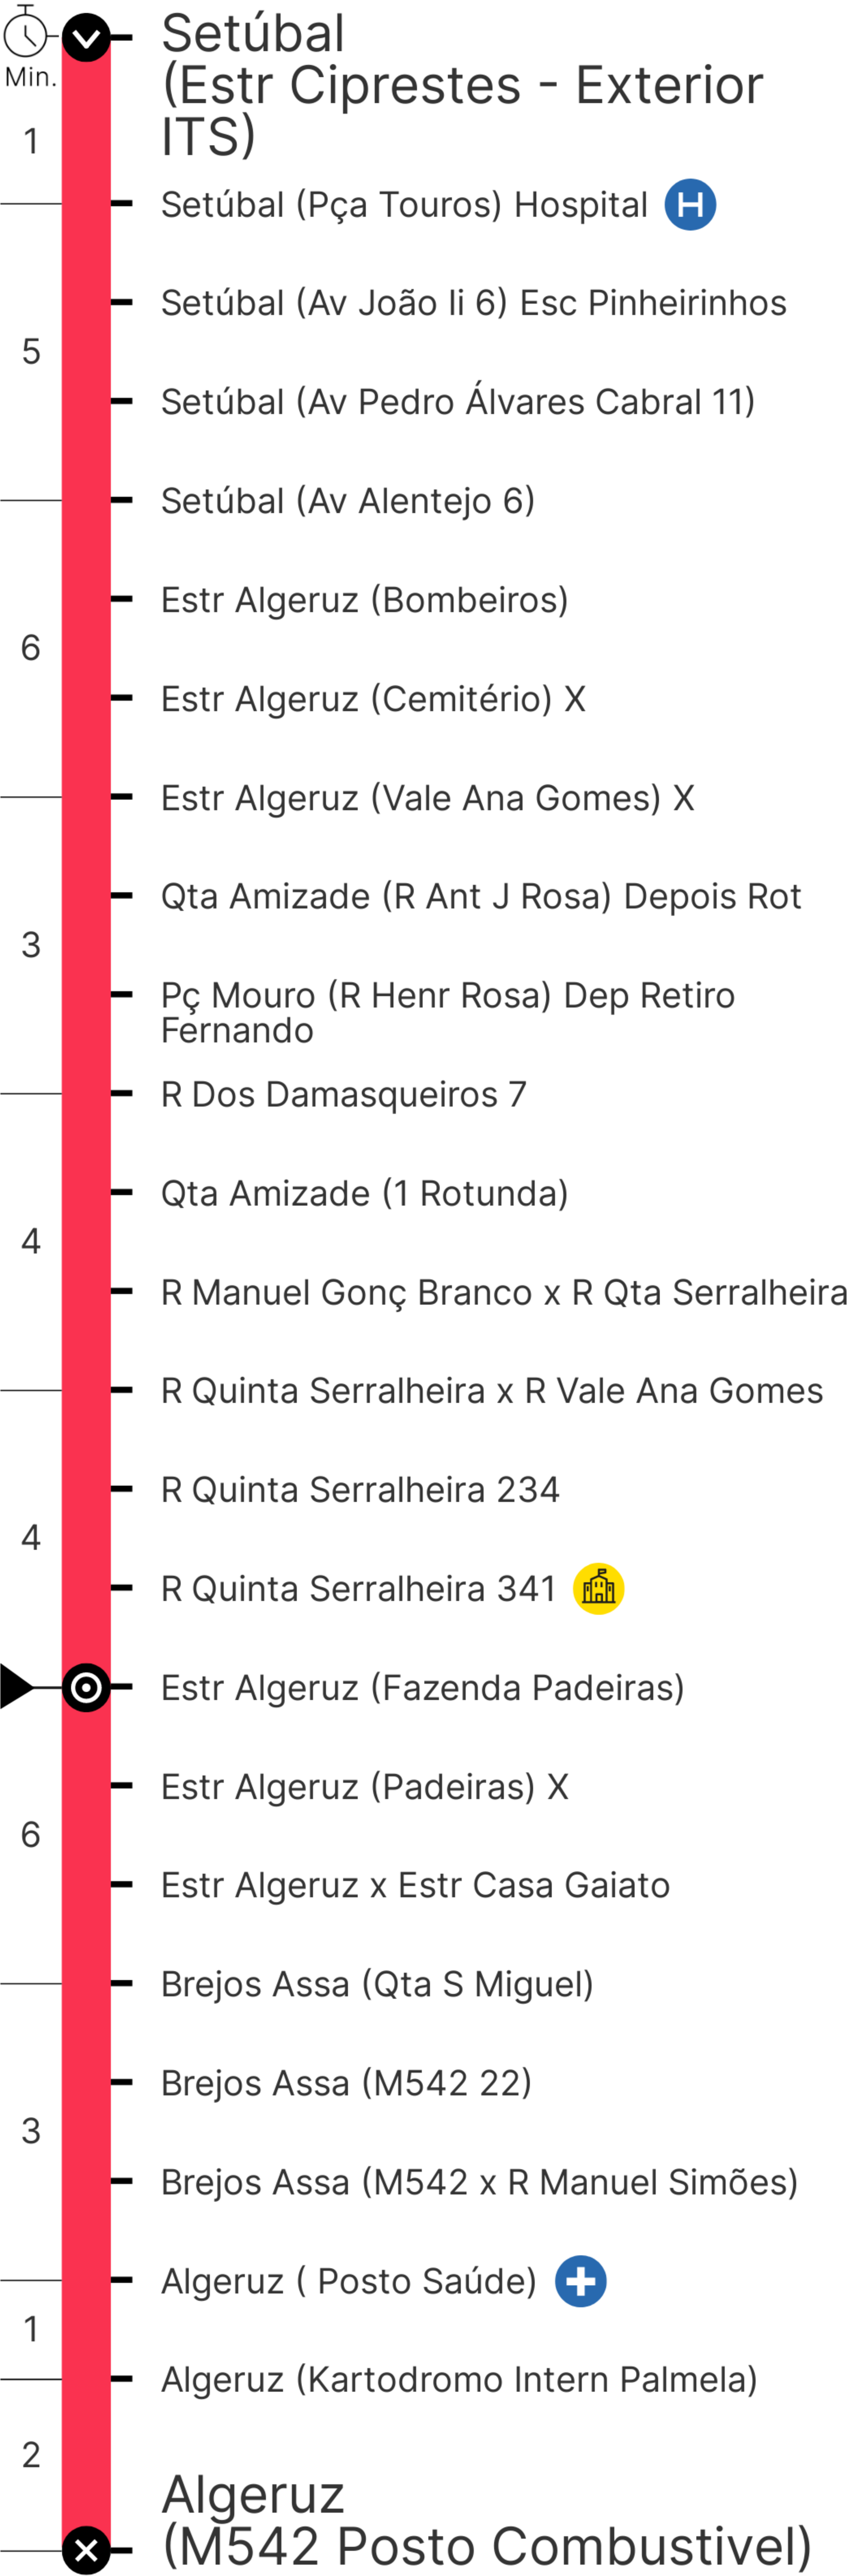 Setúbal
(Estr Ciprestes - Exterior
ITS)
Min.
1
Setúbal (Pça Touros) Hospital H
Setúbal (Av João Ii 6) Esc Pinheirinhos
5
Setúbal (Av Pedro Álvares Cabral 11)
Setúbal (Av Alentejo 6)
Estr Algeruz (Bombeiros)
6
Estr Algeruz (Cemitério) X
Estr Algeruz (Vale Ana Gomes) X
Qta Amizade (R Ant J Rosa) Depois Rot
3
Pç Mouro (R Henr Rosa) Dep Retiro
Fernando
R Dos Damasqueiros 7
Qta Amizade (1 Rotunda)
4
R Manuel Gonç Branco x R Qta Serralheira
R Quinta Serralheira x R Vale Ana Gomes
R Quinta Serralheira 234
4
R Quinta Serralheira 341
Estr Algeruz (Fazenda Padeiras)
Estr Algeruz (Padeiras) X
6
Estr Algeruz x Estr Casa Gaiato
Brejos Assa (Qta S Miguel)
Brejos Assa (M542 22)
3
Brejos Assa (M542 x R Manuel Simões)
Algeruz ( Posto Saúde)
1
Algeruz (Kartodromo Intern Palmela)
2
Algeruz
(M542 Posto Combustivel)